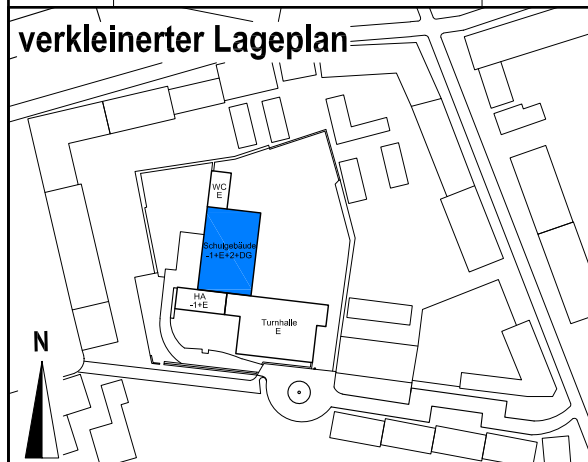 verkleinerter Lageplan
WC
E
Schulgebäude
-1+E+2+DG
HA
-1+E
Turnhalle
E
N